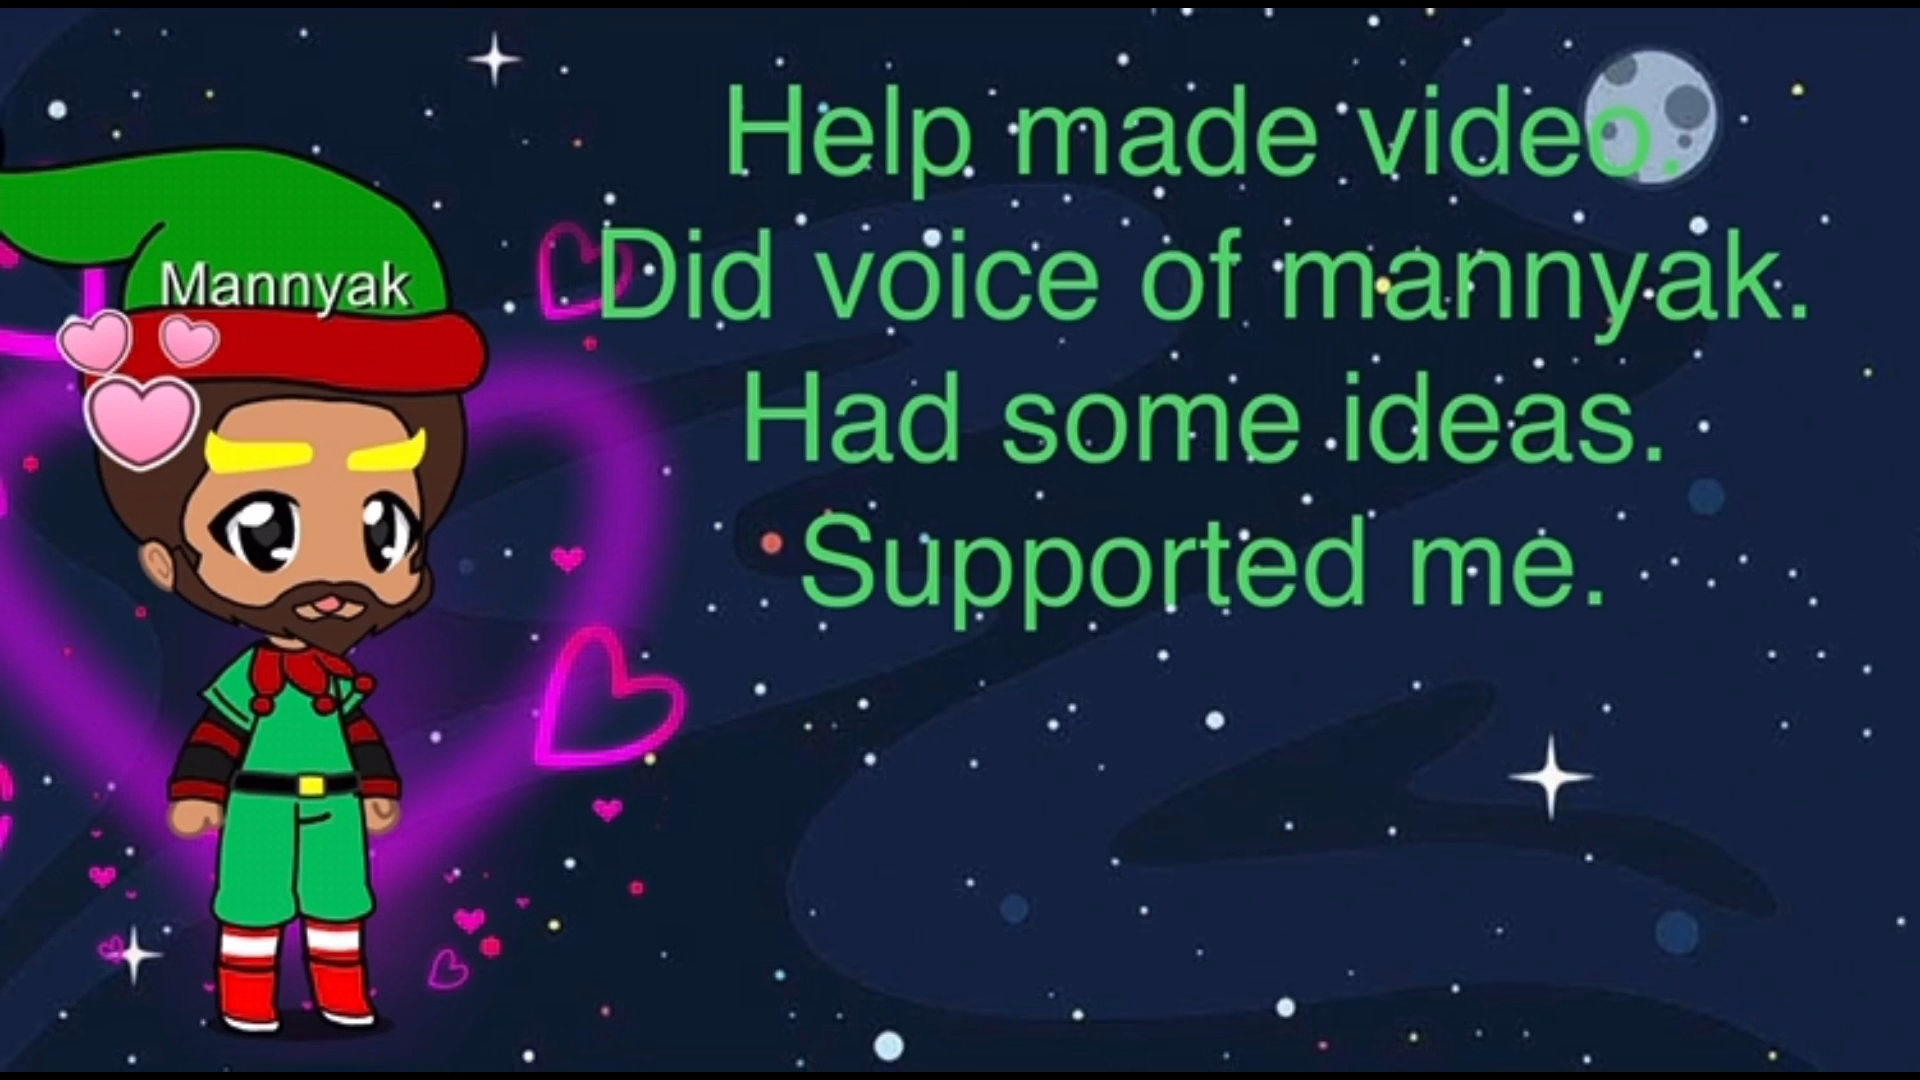 Help made video.
Did voice of mannyak.
Had some ideas.
Supported me.
Mannyak